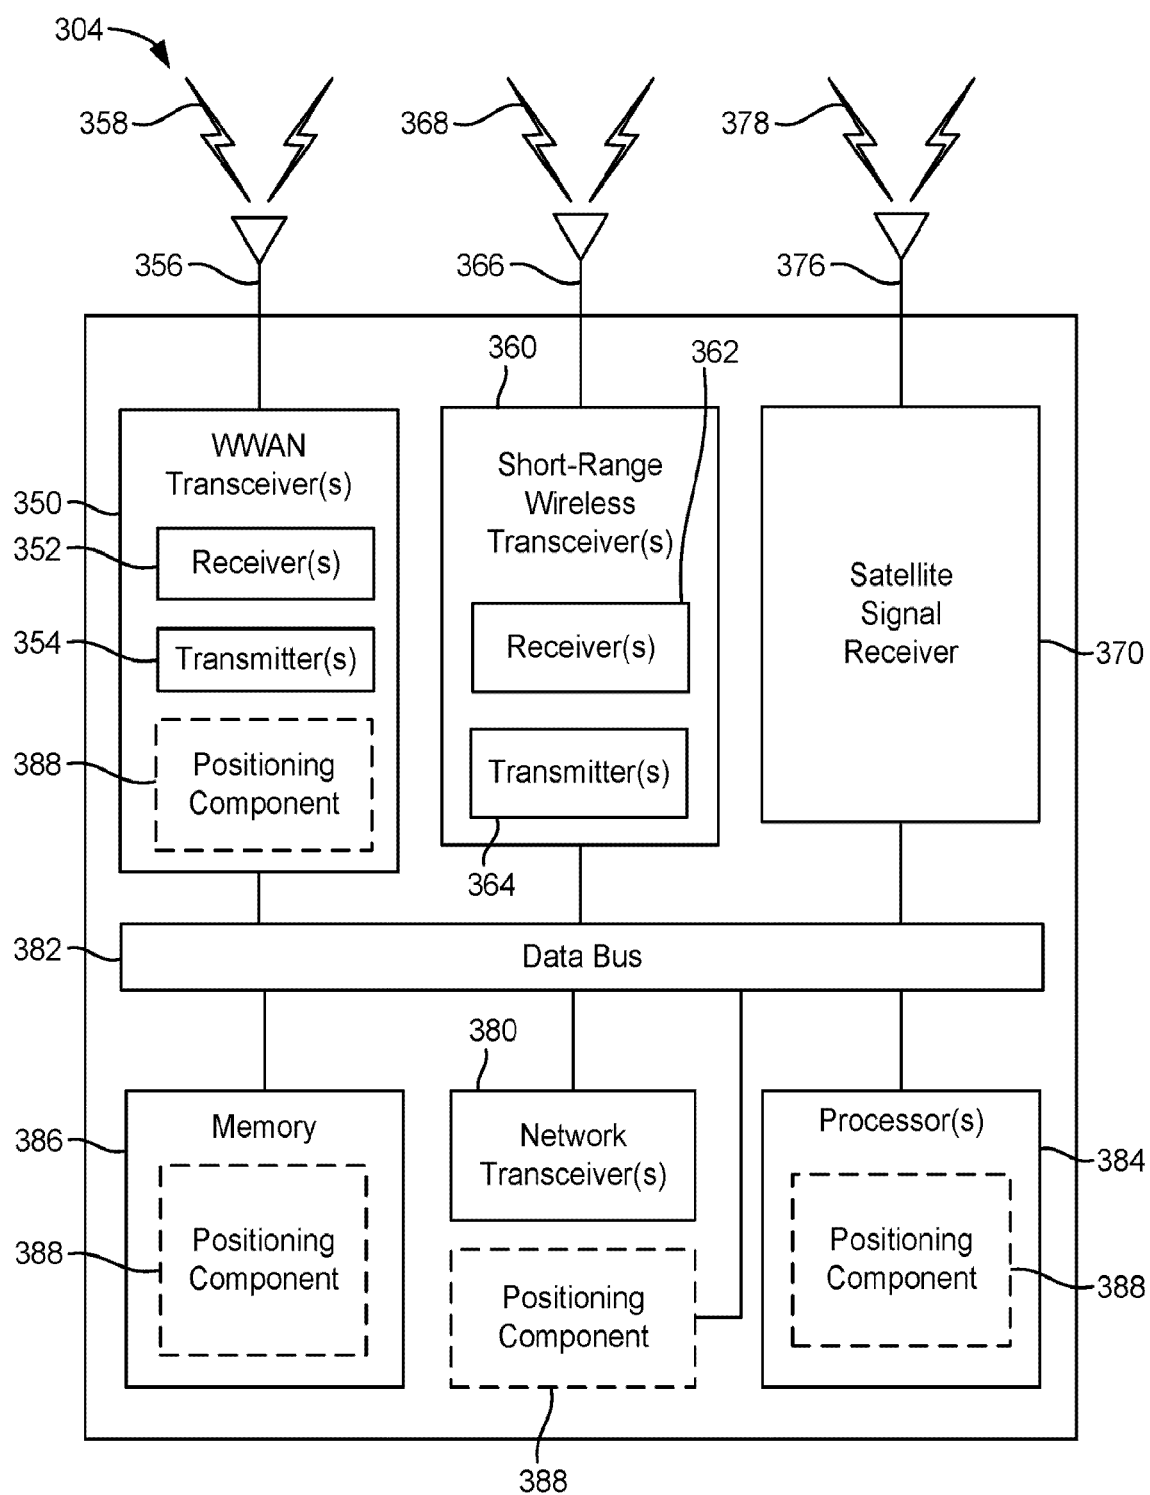 304
358
368
378
356
366
376
360
362
WWAN
Transceiver(s)
350
352
Receiver(s)
354
Transmitter(s)
388
Positioning
Component
Short-Range
Wireless
Transceiver(s)
Receiver(s)
Transmitter(s)
364
Satellite
Signal
Receiver
370
382
Data Bus
380
386
Memory
388
Positioning
Component
Network
Transceiver(s)
Positioning
Component
388
Processor(s)
384
Positioning
Component
388